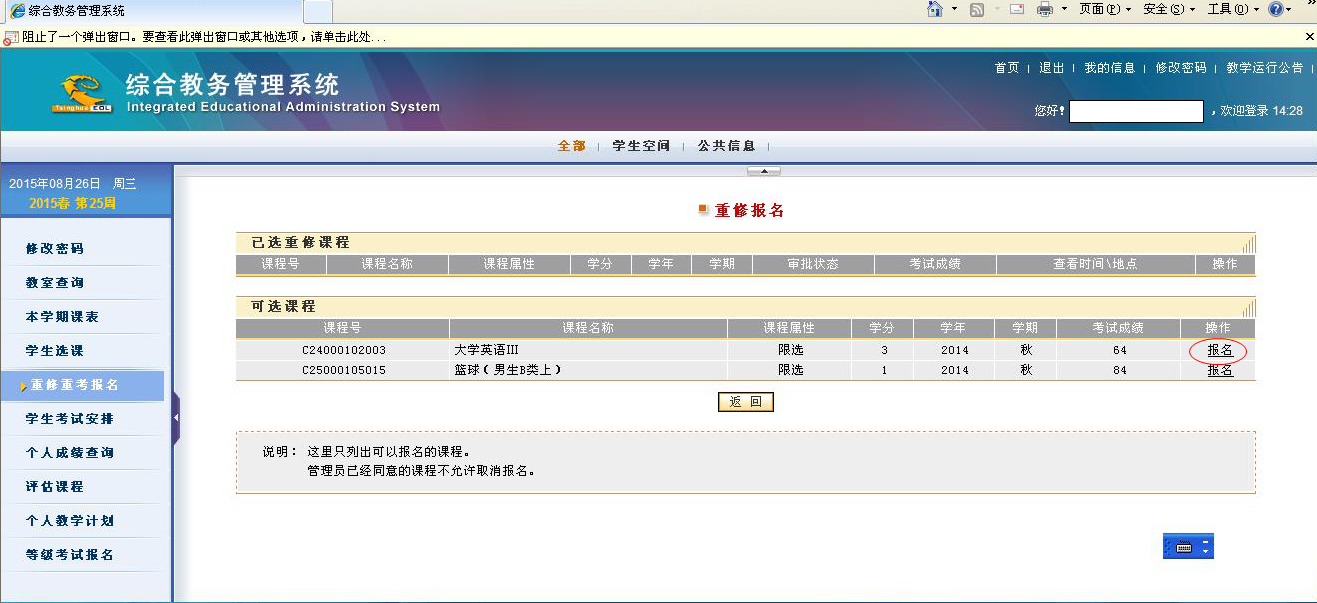 综合教务管理系统
页面(P) 安全(S) 工具(O)
阻止了一个弹出窗口。要查看此弹出窗口或其他选项，请单击此处...
首页 | 退出 | 我的信息 | 修改密码 | 教学运行公告 |
综合教务管理系统
Integrated Educational Administration System
Tsinghua EOL
您好! ，欢迎登录 14:28
全部 | 学生空间 | 公共信息 |
2015年08月26日 周三
2015春 第25周
修改密码
教室查询
本学期课表
学生选课
重修重考报名
学生考试安排
个人成绩查询
评估课程
个人教学计划
等级考试报名
重修报名
已选重修课程
课程号 课程名称 课程属性 学分 学年 学期 审批状态 考试成绩 查看时间\地点 操作
可选课程
课程号 课程名称 课程属性 学分 学年 学期 考试成绩 操作
C24000102003 大学英语III 限选 3 2014 秋 64 报名
C25000105015 篮球（男生B类上） 限选 1 2014 秋 84 报名
返 回
说明： 这里只列出可以报名的课程。
管理员已经同意的课程不允许取消报名。